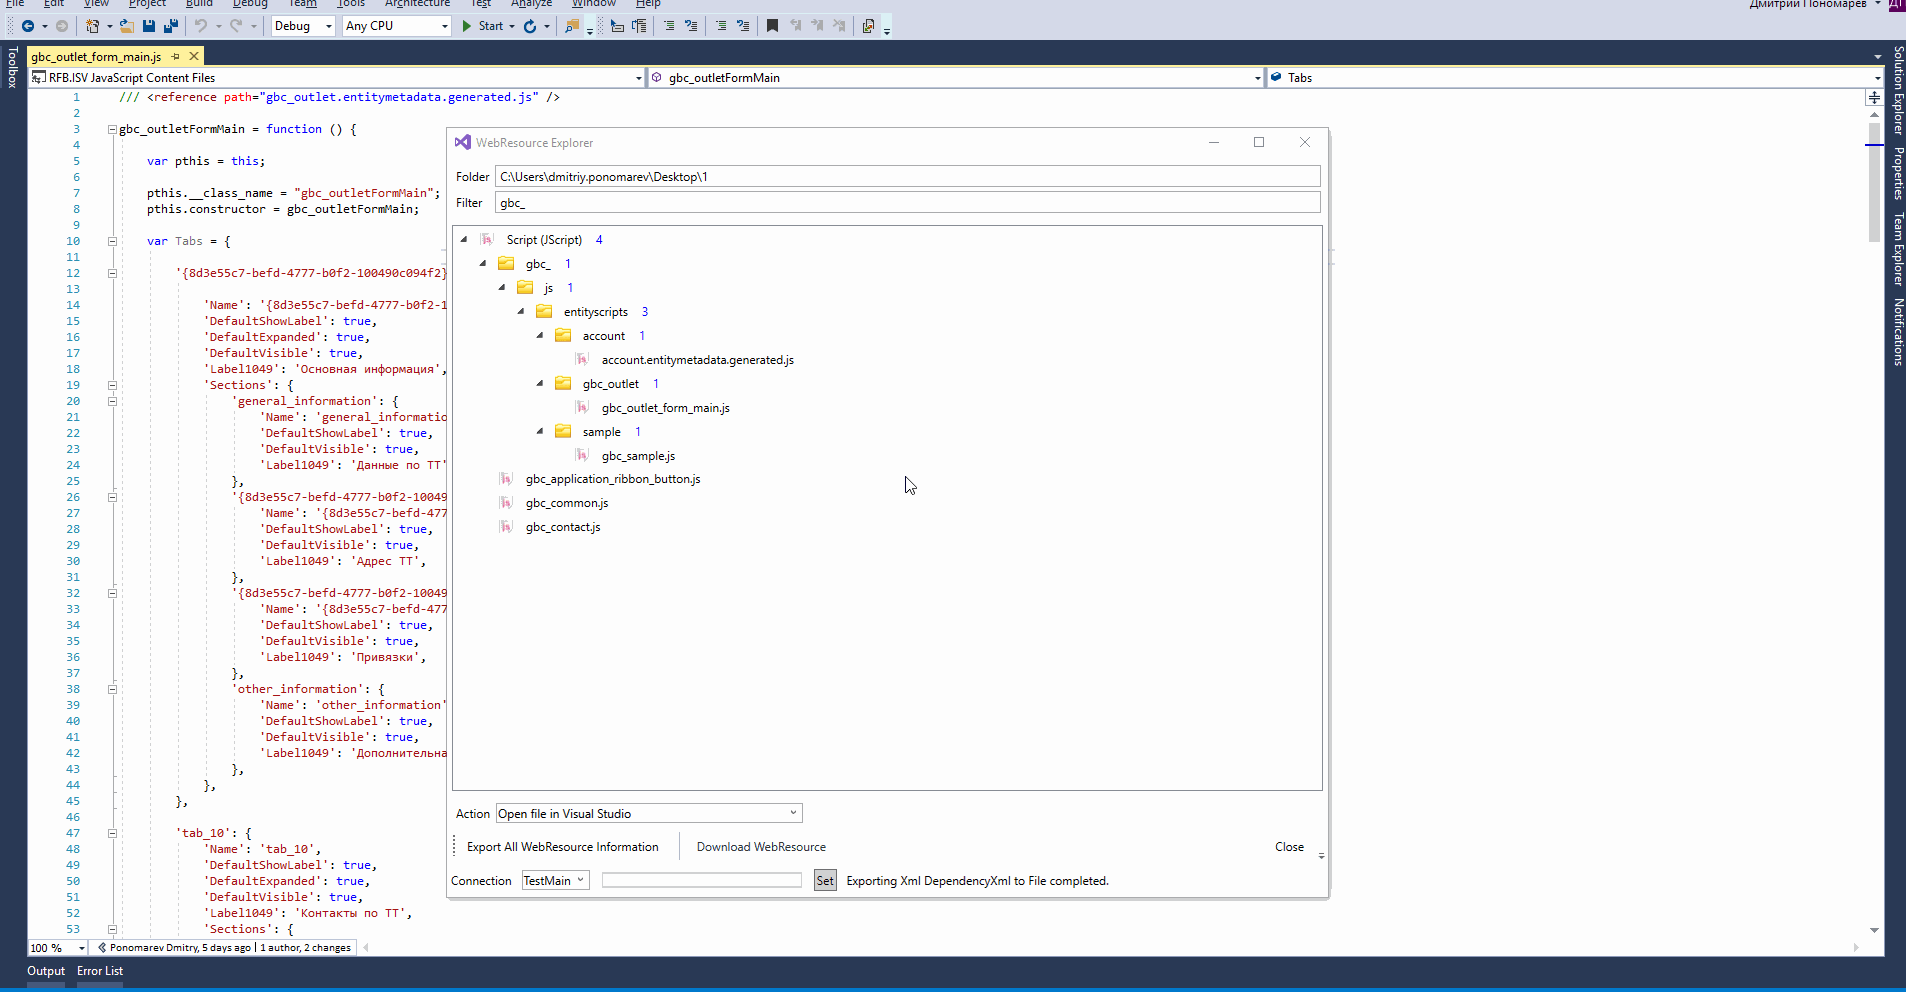 File Edit View Project Build Debug Team Tools Architecture Test Analyze Window Help Дмитрий Пономарев ДП
Debug Any CPU Start
Toolbox
gbc_outlet_form_main.js
RFB.ISV JavaScript Content Files gbc_outletFormMain Tabs
1 /// <reference path="gbc_outlet.entitymetadata.generated.js" />
2
3 gbc_outletFormMain = function () {
4
5 var pthis = this;
6
7 pthis.__class_name = "gbc_outletFormMain";
8 pthis.constructor = gbc_outletFormMain;
9
10 var Tabs = {
11
12 '{8d3e55c7-befd-4777-b0f2-100490c094f2}
13
14 'Name': '{8d3e55c7-befd-4777-b0f2-1
15 'DefaultShowLabel': true,
16 'DefaultExpanded': true,
17 'DefaultVisible': true,
18 'Label1049': 'Основная информация',
19 'Sections': {
20 'general_information': {
21 'Name': 'general_informatio
22 'DefaultShowLabel': true,
23 'DefaultVisible': true,
24 'Label1049': 'Данные по ТТ'
25 },
26 '{8d3e55c7-befd-4777-b0f2-10049
27 'Name': '{8d3e55c7-befd-477
28 'DefaultShowLabel': true,
29 'DefaultVisible': true,
30 'Label1049': 'Адрес ТТ',
31 },
32 '{8d3e55c7-befd-4777-b0f2-10049
33 'Name': '{8d3e55c7-befd-477
34 'DefaultShowLabel': true,
35 'DefaultVisible': true,
36 'Label1049': 'Привязки',
37 },
38 'other_information': {
39 'Name': 'other_information'
40 'DefaultShowLabel': true,
41 'DefaultVisible': true,
42 'Label1049': 'Дополнительна
43 },
44 },
45 },
46
47 'tab_10': {
48 'Name': 'tab_10',
49 'DefaultShowLabel': true,
50 'DefaultExpanded': true,
51 'DefaultVisible': true,
52 'Label1049': 'Контакты по ТТ',
53 'Sections': {
WebResource Explorer
Folder C:\Users\dmitriy.ponomarev\Desktop\1
Filter gbc_
Script (JScript) 4
gbc_ 1
js 1
entityscripts 3
account 1
account.entitymetadata.generated.js
gbc_outlet 1
gbc_outlet_form_main.js
sample 1
gbc_sample.js
gbc_application_ribbon_button.js
gbc_common.js
gbc_contact.js
Action Open file in Visual Studio
Export All WebResource Information Download WebResource Close
Connection TestMain Set Exporting Xml DependencyXml to File completed.
Solution Explorer
Properties
Team Explorer
Notifications
100 % Ponomarev Dmitry, 5 days ago | 1 author, 2 changes
Output Error List